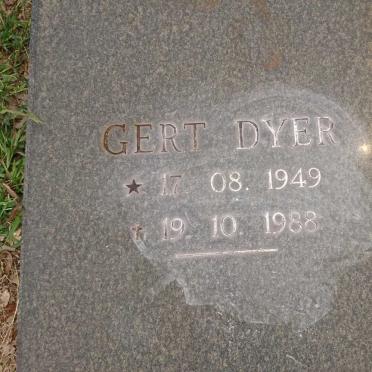 GERT DYER
★ 17. 08. 1949
✝ 19. 10. 1988